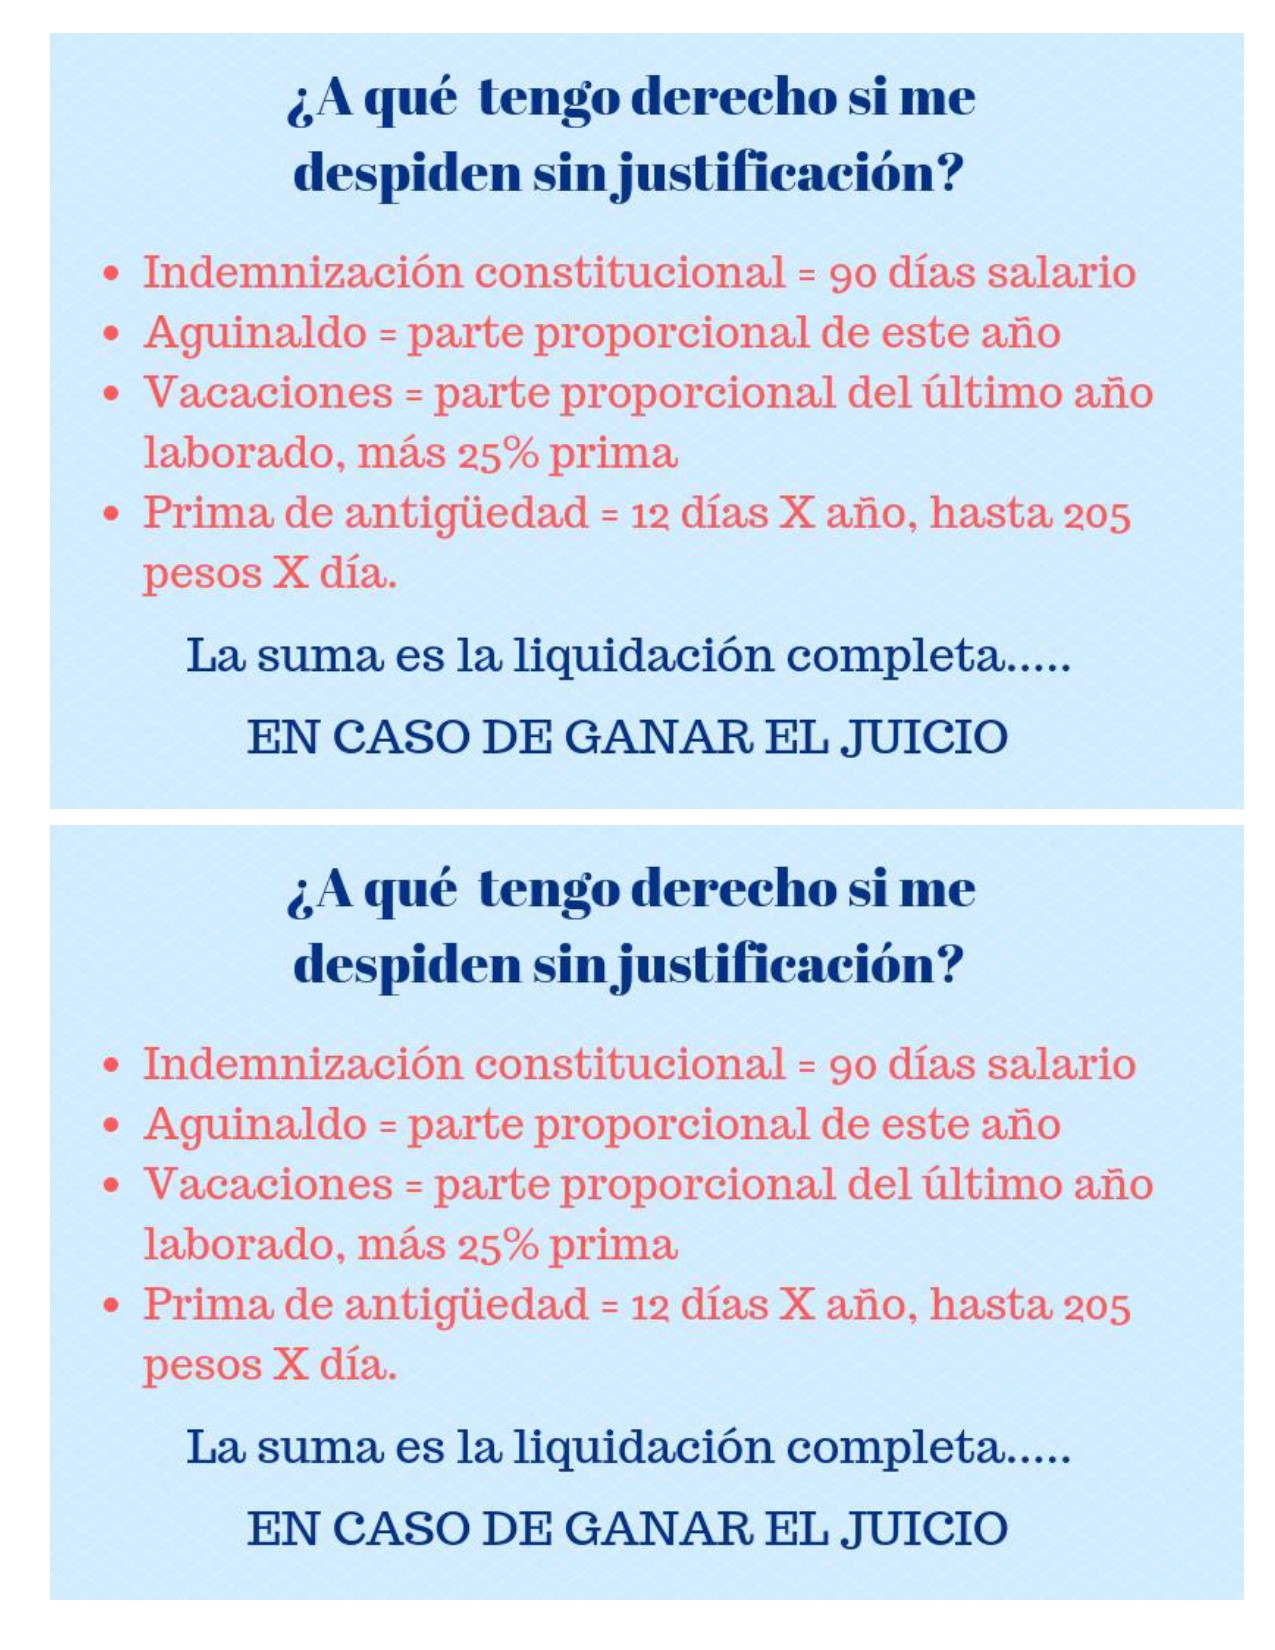 ¿A qué tengo derecho si me
despiden sin justificación?
• Indemnización constitucional = 90 días salario
• Aguinaldo = parte proporcional de este año
• Vacaciones = parte proporcional del último año
laborado, más 25% prima
• Prima de antigüedad = 12 días X año, hasta 205
pesos X día.
La suma es la liquidación completa.....
EN CASO DE GANAR EL JUICIO
¿A qué tengo derecho si me
despiden sin justificación?
• Indemnización constitucional = 90 días salario
• Aguinaldo = parte proporcional de este año
• Vacaciones = parte proporcional del último año
laborado, más 25% prima
• Prima de antigüedad = 12 días X año, hasta 205
pesos X día.
La suma es la liquidación completa.....
EN CASO DE GANAR EL JUICIO